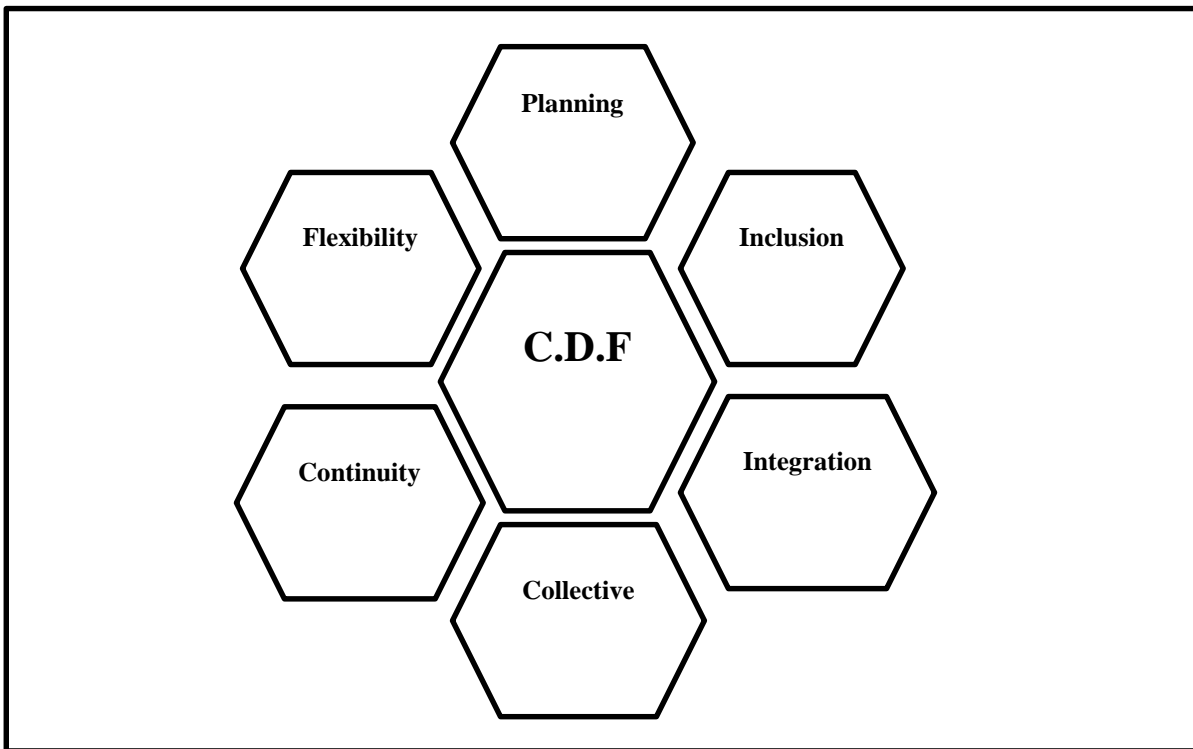 Planning
Flexibility
Inclusion
C.D.F
Continuity
Integration
Collective